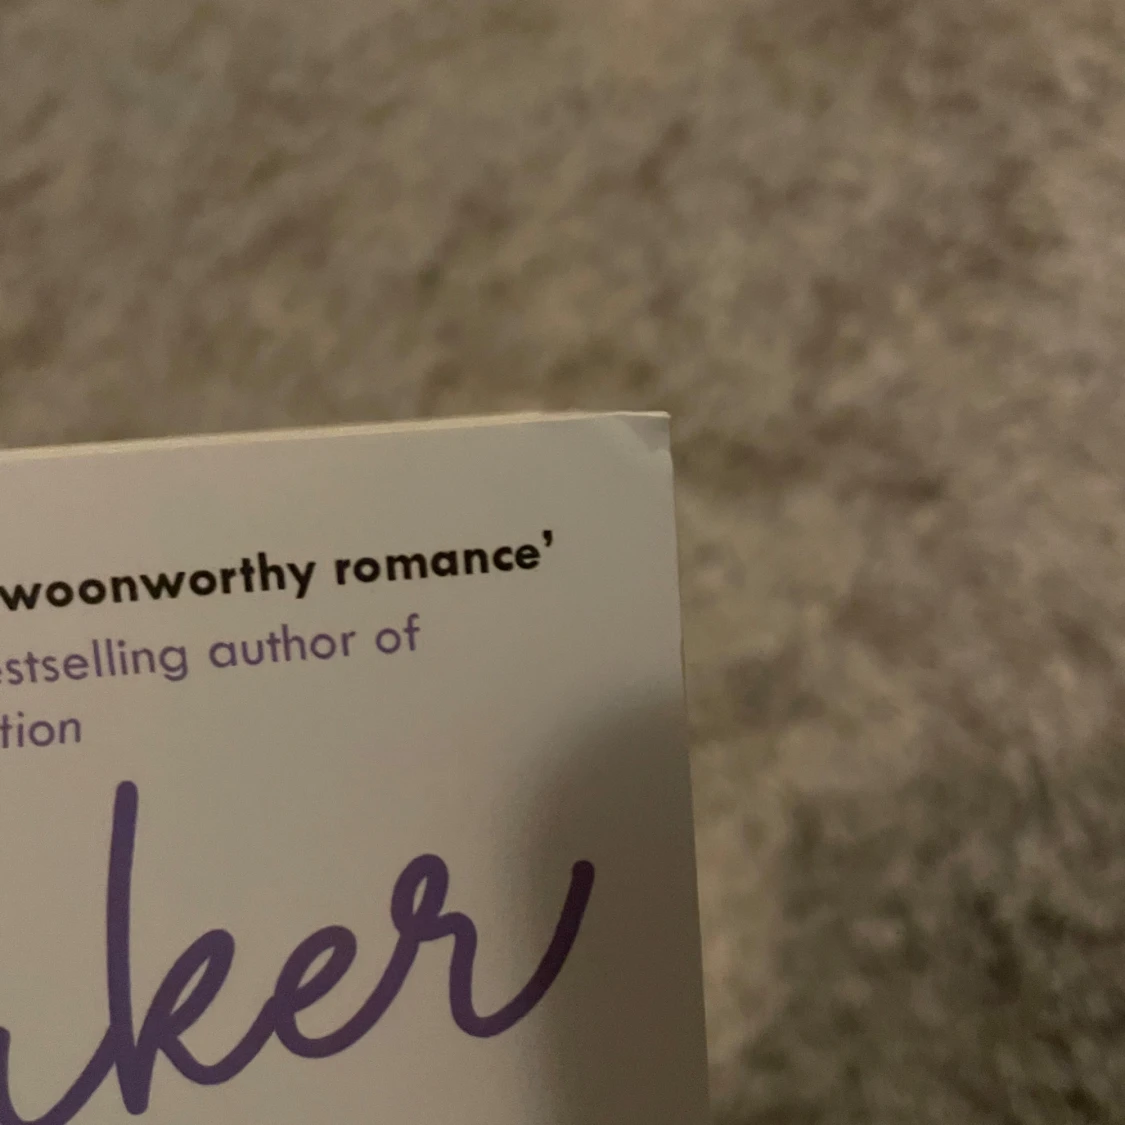 woonworthy romance’
estselling author of
tion
ker